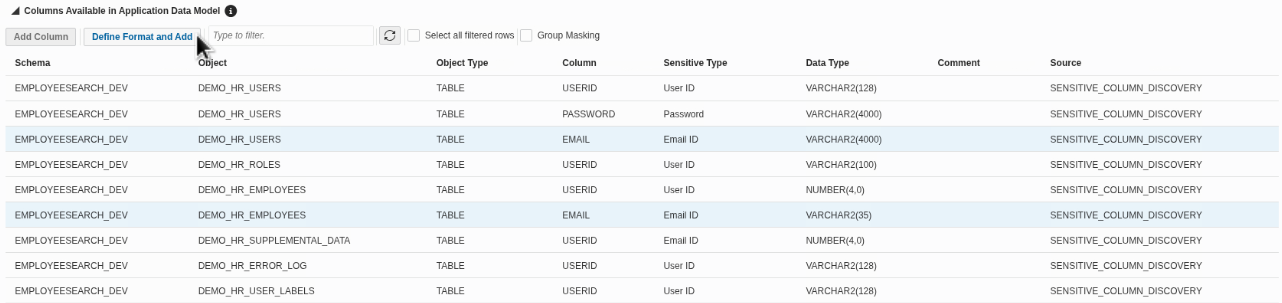 Columns Available in Application Data Model
Add Column Define Format and Add Type to filter. Select all filtered rows Group Masking
Schema Object Object Type Column Sensitive Type Data Type Comment Source
EMPLOYEESEARCH_DEV DEMO_HR_USERS TABLE USERID User ID VARCHAR2(128) SENSITIVE_COLUMN_DISCOVERY
EMPLOYEESEARCH_DEV DEMO_HR_USERS TABLE PASSWORD Password VARCHAR2(4000) SENSITIVE_COLUMN_DISCOVERY
EMPLOYEESEARCH_DEV DEMO_HR_USERS TABLE EMAIL Email ID VARCHAR2(4000) SENSITIVE_COLUMN_DISCOVERY
EMPLOYEESEARCH_DEV DEMO_HR_ROLES TABLE USERID User ID VARCHAR2(100) SENSITIVE_COLUMN_DISCOVERY
EMPLOYEESEARCH_DEV DEMO_HR_EMPLOYEES TABLE USERID User ID NUMBER(4,0) SENSITIVE_COLUMN_DISCOVERY
EMPLOYEESEARCH_DEV DEMO_HR_EMPLOYEES TABLE EMAIL Email ID VARCHAR2(35) SENSITIVE_COLUMN_DISCOVERY
EMPLOYEESEARCH_DEV DEMO_HR_SUPPLEMENTAL_DATA TABLE USERID Email ID NUMBER(4,0) SENSITIVE_COLUMN_DISCOVERY
EMPLOYEESEARCH_DEV DEMO_HR_ERROR_LOG TABLE USERID User ID VARCHAR2(128) SENSITIVE_COLUMN_DISCOVERY
EMPLOYEESEARCH_DEV DEMO_HR_USER_LABELS TABLE USERID User ID VARCHAR2(128) SENSITIVE_COLUMN_DISCOVERY